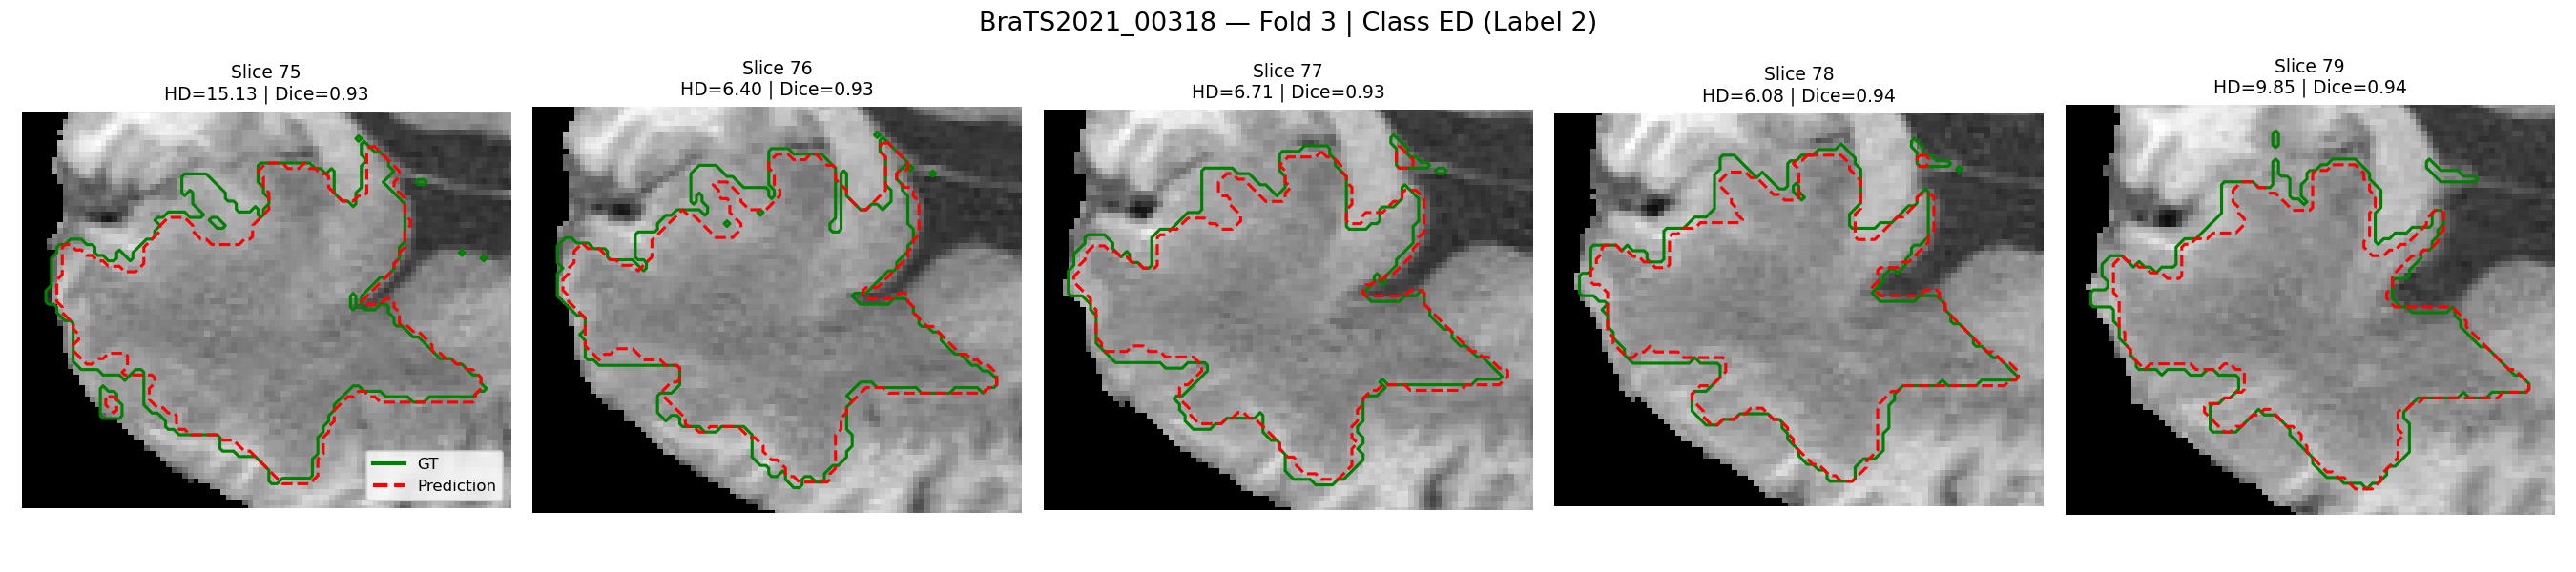 BraTS2021_00318 — Fold 3 | Class ED (Label 2)
Slice 75
HD=15.13 | Dice=0.93
Slice 76
HD=6.40 | Dice=0.93
Slice 77
HD=6.71 | Dice=0.93
Slice 78
HD=6.08 | Dice=0.94
Slice 79
HD=9.85 | Dice=0.94
GT
Prediction